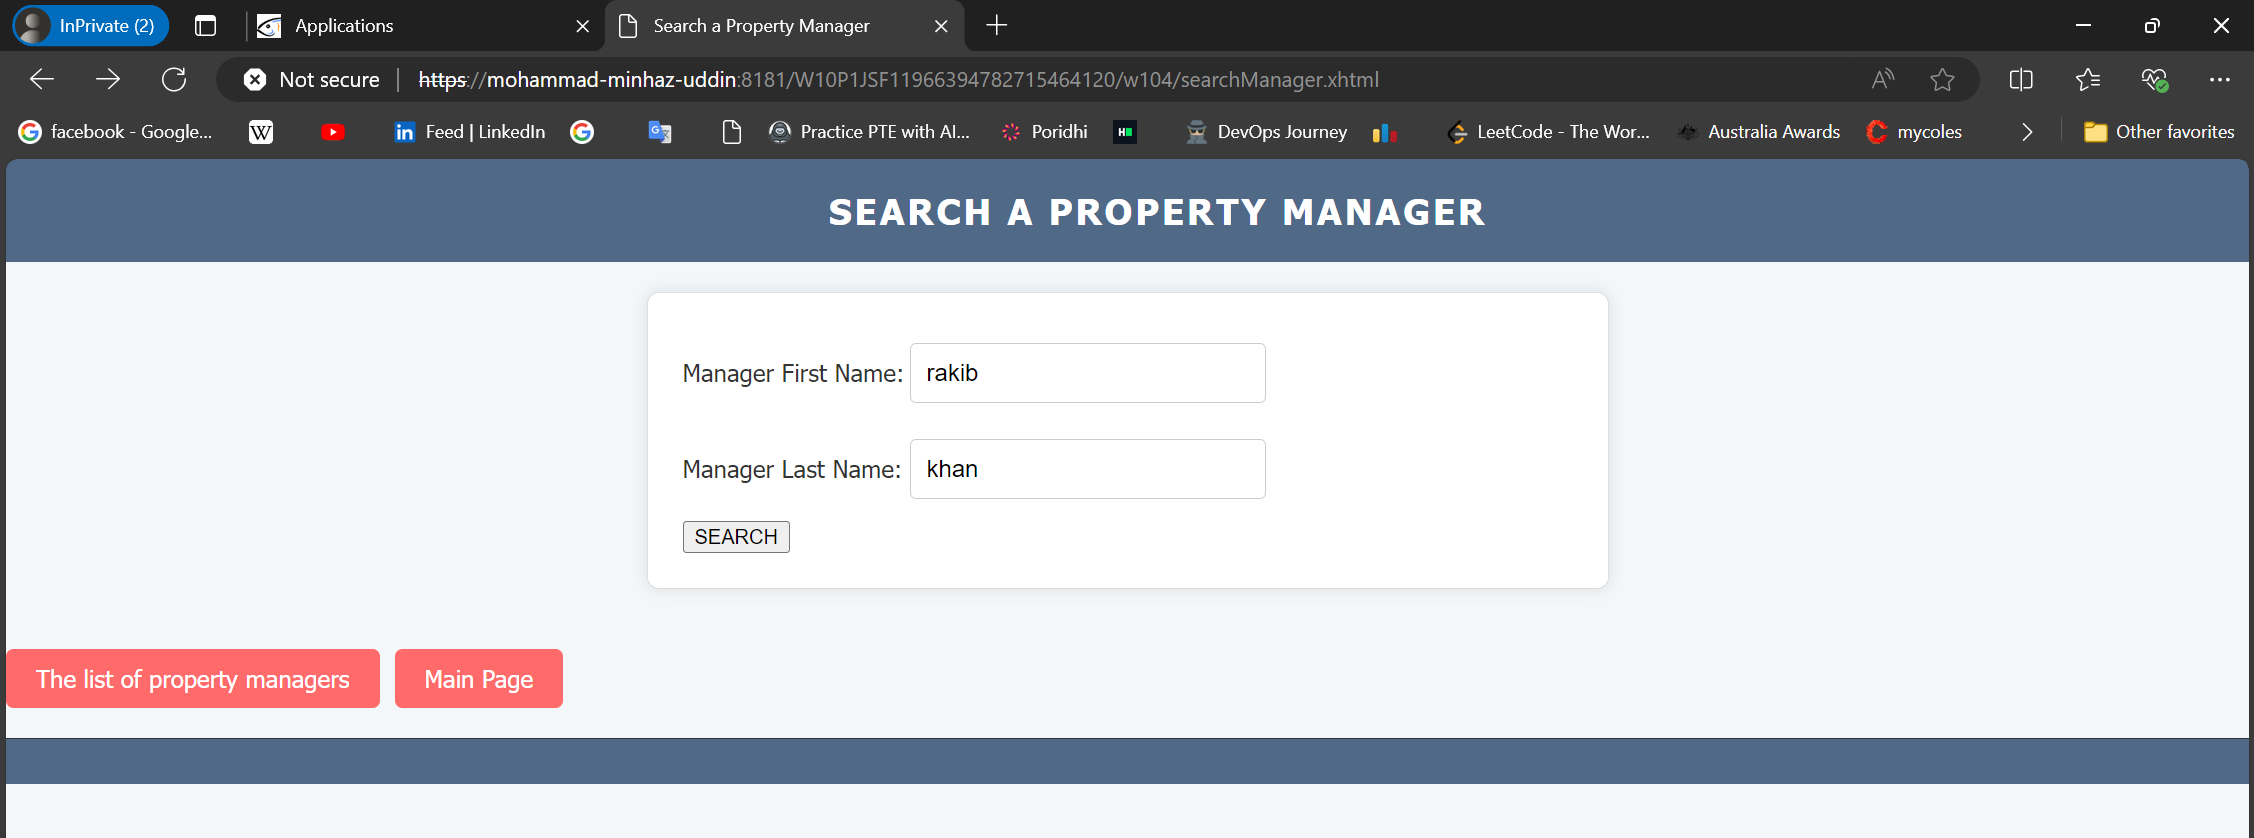 InPrivate (2)
Applications
Search a Property Manager
Not secure
https://mohammad-minhaz-uddin:8181/W10P1JSF11966394782715464120/w104/searchManager.xhtml
facebook - Google...
W
in
Feed | LinkedIn
Practice PTE with AI...
Poridhi
DevOps Journey
LeetCode - The Wor...
Australia Awards
mycoles
Other favorites
SEARCH A PROPERTY MANAGER
Manager First Name: rakib
Manager Last Name: khan
SEARCH
The list of property managers
Main Page